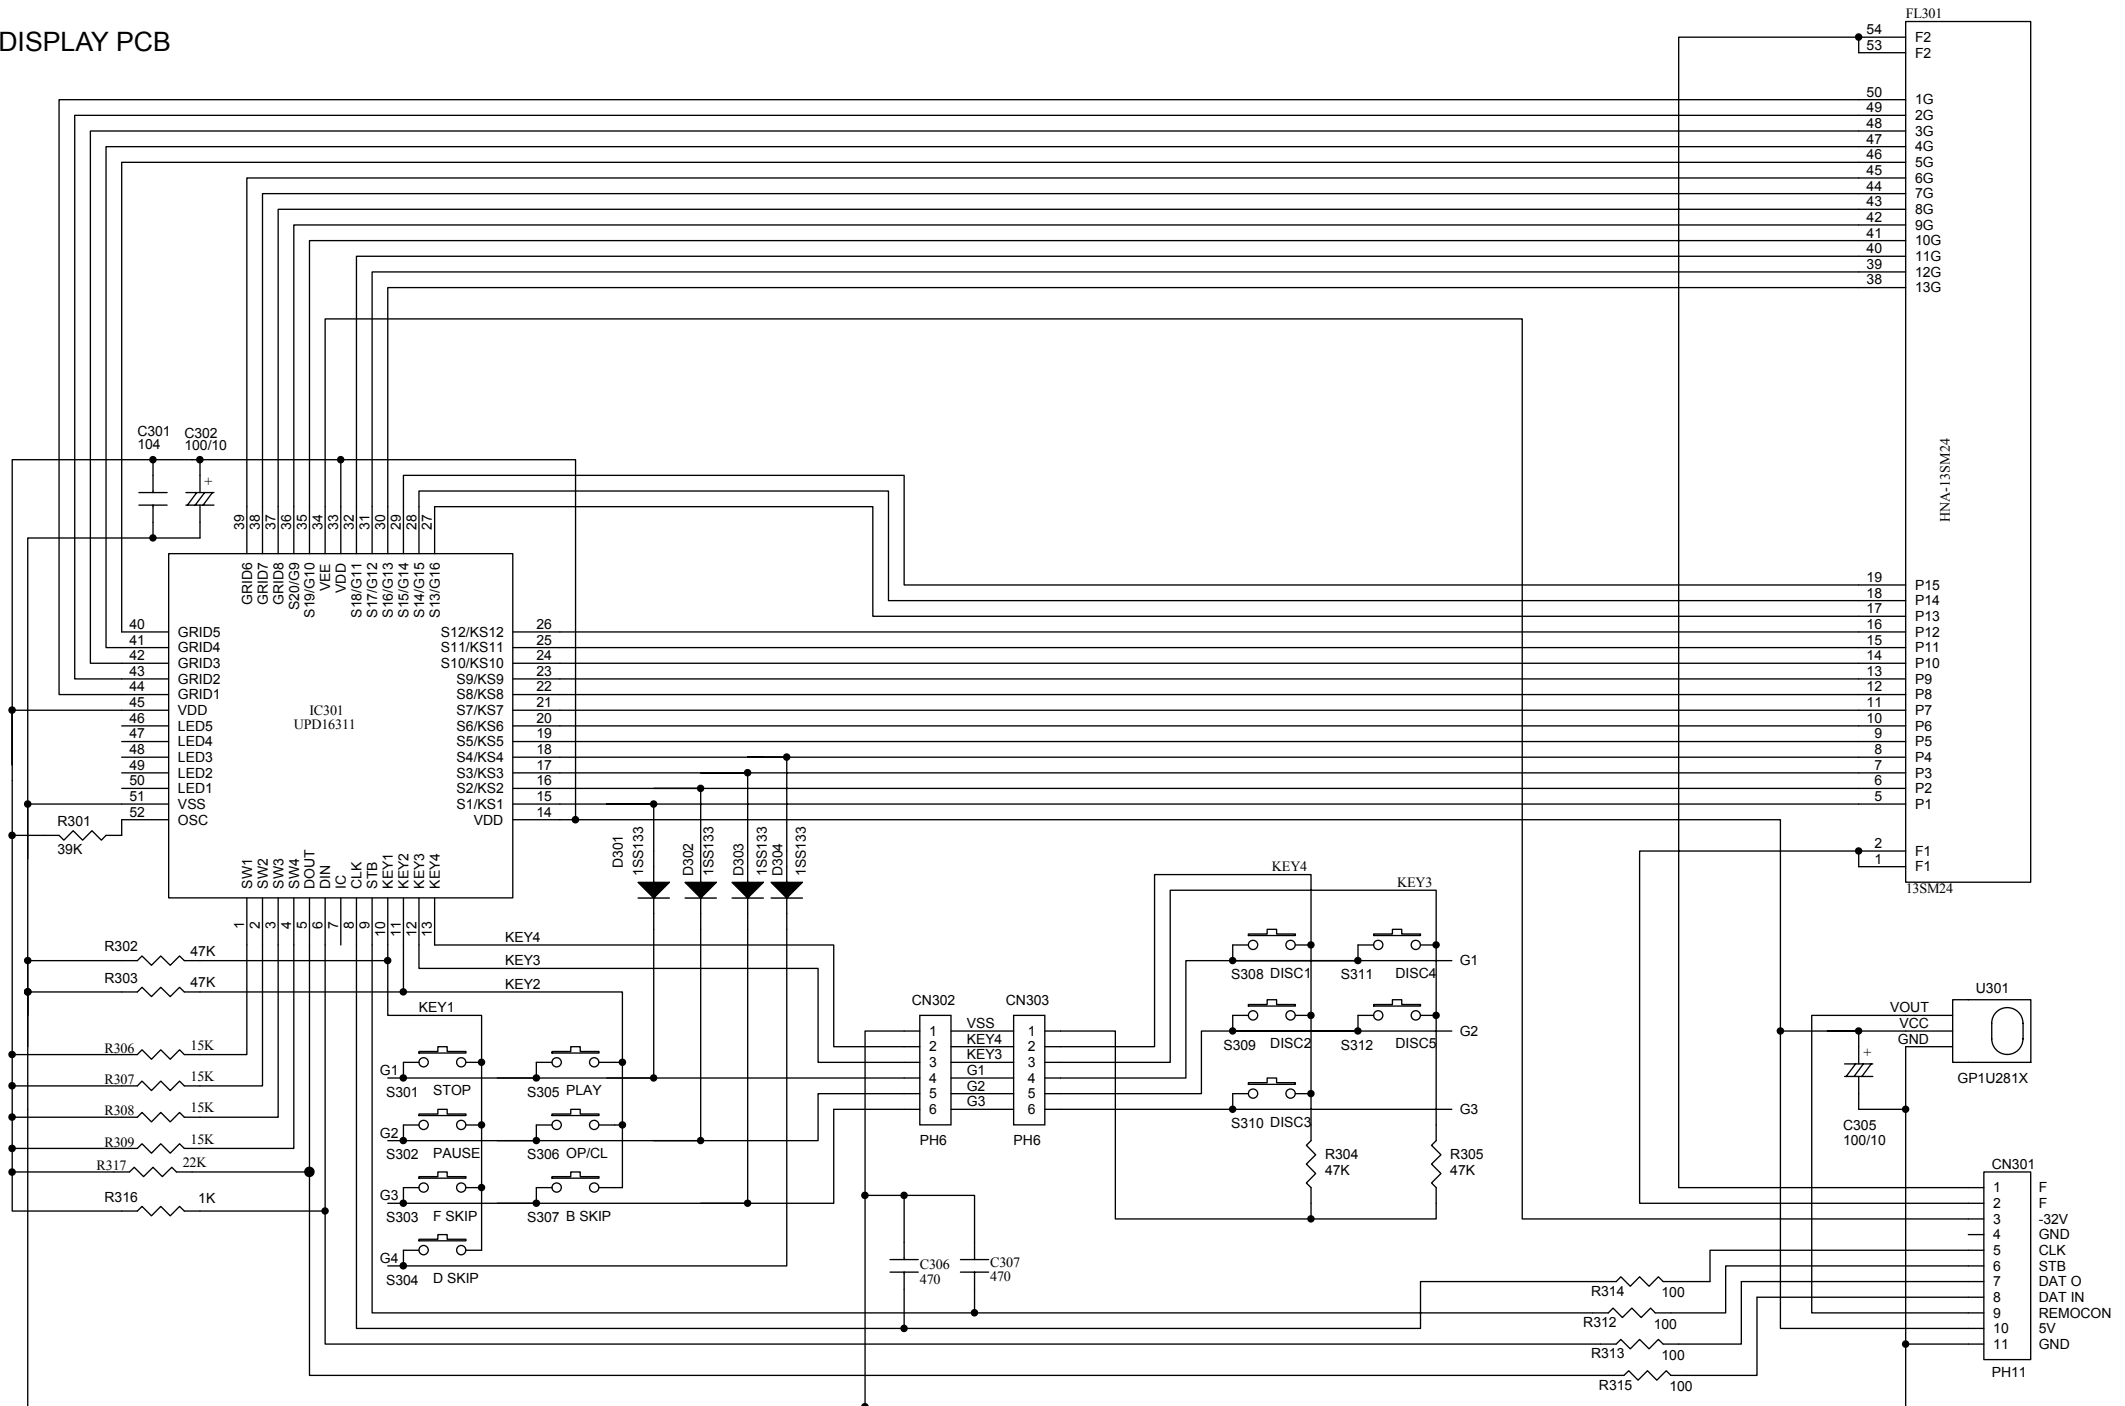 DISPLAY PCB
FL301
54 F2
53 F2
50 1G
49 2G
48 3G
47 4G
46 5G
45 6G
44 7G
43 8G
42 9G
41 10G
40 11G
39 12G
38 13G
HNA-13SM24
19 P15
18 P14
17 P13
16 P12
15 P11
14 P10
13 P9
12 P8
11 P7
10 P6
9 P5
8 P4
7 P3
6 P2
5 P1
2 F1
1 F1
13SM24
C301
104
C302
100/10
+
39 38 37 36 35 34 33 32 31 30 29 28 27
GRID6 GRID7 GRID8 S20/G9 S19/G10 VEE VDD S18/G11 S17/G12 S16/G13 S15/G14 S14/G15 S13/G16
40 GRID5
41 GRID4
42 GRID3
43 GRID2
44 GRID1
45 VDD
46 LED5
47 LED4
48 LED3
49 LED2
50 LED1
51 VSS
52 OSC
IC301
UPD16311
S12/KS12 26
S11/KS11 25
S10/KS10 24
S9/KS9 23
S8/KS8 22
S7/KS7 21
S6/KS6 20
S5/KS5 19
S4/KS4 18
S3/KS3 17
S2/KS2 16
S1/KS1 15
VDD 14
SW1 SW2 SW3 SW4 DOUT DIN IC CLK STB KEY1 KEY2 KEY3 KEY4
1 2 3 4 5 6 7 8 9 10 11 12 13
R301
39K
D301
1SS133
D302
1SS133
D303
1SS133
D304
1SS133
R302 47K
R303 47K
R306 15K
R307 15K
R308 15K
R309 15K
R317 22K
R316 1K
KEY4
KEY3
KEY2
KEY1
G1
S301 STOP
S305 PLAY
G2
S302 PAUSE
S306 OP/CL
G3
S303 F SKIP
S307 B SKIP
G4
S304 D SKIP
CN302
1
2
3
4
5
6
PH6
VSS
KEY4
KEY3
G1
G2
G3
CN303
1
2
3
4
5
6
PH6
C306
470
C307
470
KEY4
KEY3
S308 DISC1
S311 DISC4
G1
S309 DISC2
S312 DISC5
G2
S310 DISC3
G3
R304
47K
R305
47K
U301
VOUT
VCC
GND
GP1U281X
+
C305
100/10
CN301
1 F
2 F
3 -32V
4 GND
5 CLK
6 STB
7 DAT O
8 DAT IN
9 REMOCON
10 5V
11 GND
PH11
R314 100
R312 100
R313 100
R315 100